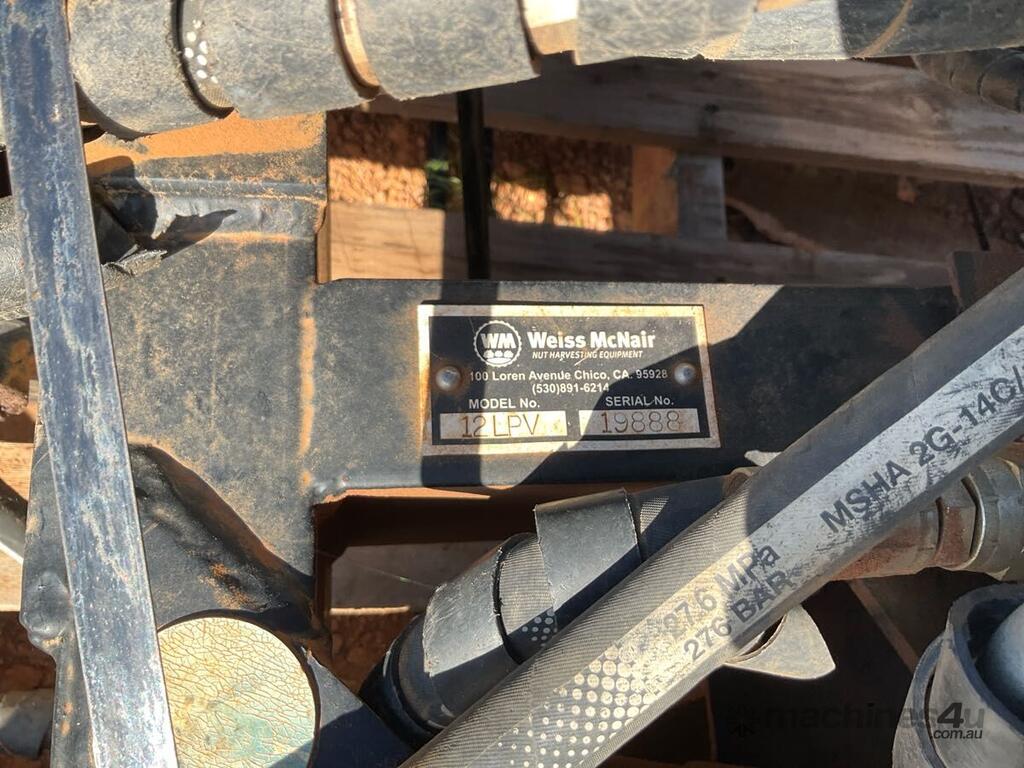 WM Weiss McNair
NUT HARVESTING EQUIPMENT
100 Loren Avenue Chico, CA. 95928
(530)891-6214
MODEL No. SERIAL No.
12LPV 19888
MSHA 2G-14C/
27.6 MPa
276 BAR
machines4u
.com.au